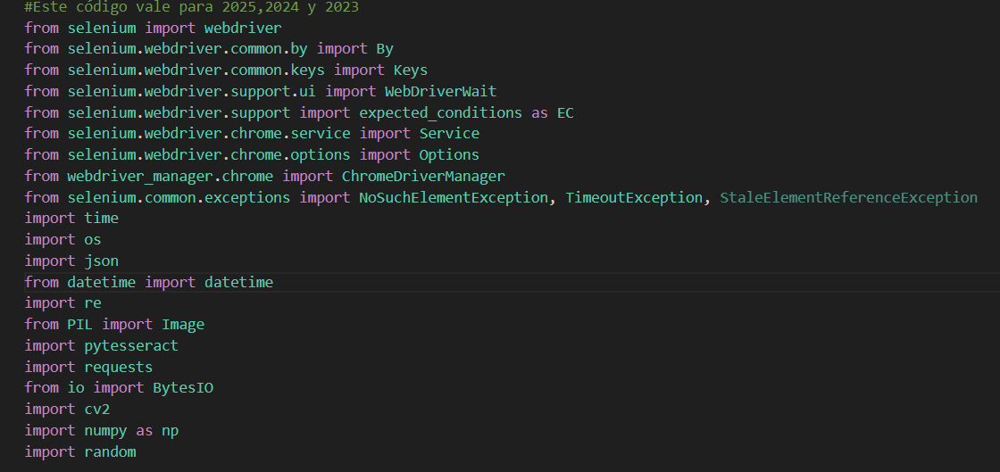 #Este código vale para 2025,2024 y 2023
from selenium import webdriver
from selenium.webdriver.common.by import By
from selenium.webdriver.common.keys import Keys
from selenium.webdriver.support.ui import WebDriverWait
from selenium.webdriver.support import expected_conditions as EC
from selenium.webdriver.chrome.service import Service
from selenium.webdriver.chrome.options import Options
from webdriver_manager.chrome import ChromeDriverManager
from selenium.common.exceptions import NoSuchElementException, TimeoutException, StaleElementReferenceException
import time
import os
import json
from datetime import datetime
import re
from PIL import Image
import pytesseract
import requests
from io import BytesIO
import cv2
import numpy as np
import random